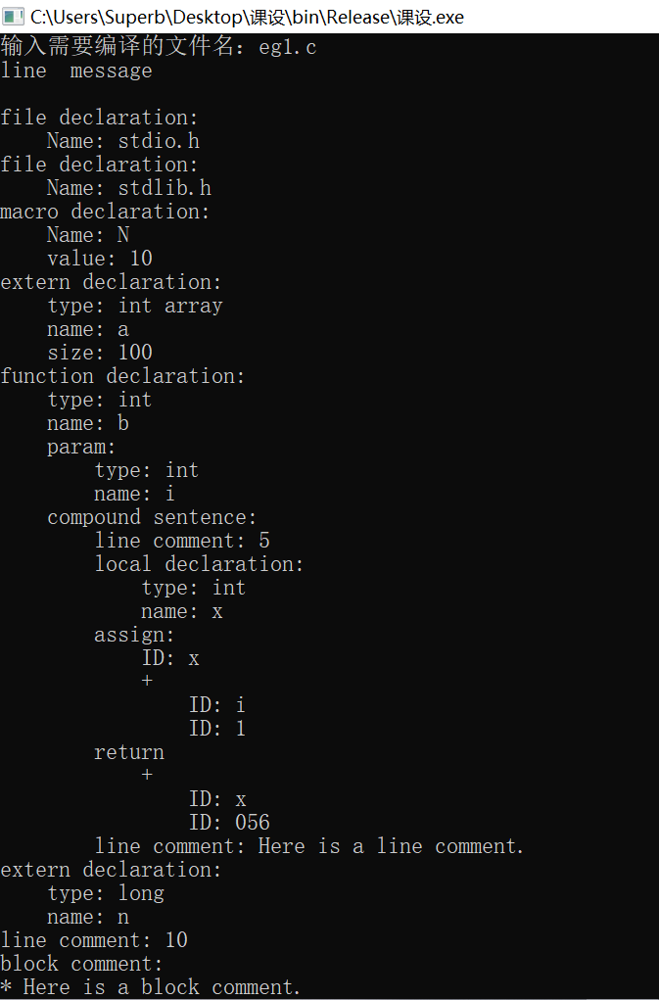 C:\Users\Superb\Desktop\课设\bin\Release\课设.exe
输入需要编译的文件名：eg1.c
line  message

file declaration:
    Name: stdio.h
file declaration:
    Name: stdlib.h
macro declaration:
    Name: N
    value: 10
extern declaration:
    type: int array
    name: a
    size: 100
function declaration:
    type: int
    name: b
    param:
        type: int
        name: i
    compound sentence:
        line comment: 5
        local declaration:
            type: int
            name: x
        assign:
            ID: x
            +
                ID: i
                ID: 1
        return
            +
                ID: x
                ID: 056
        line comment: Here is a line comment.
extern declaration:
    type: long
    name: n
line comment: 10
block comment:
* Here is a block comment.